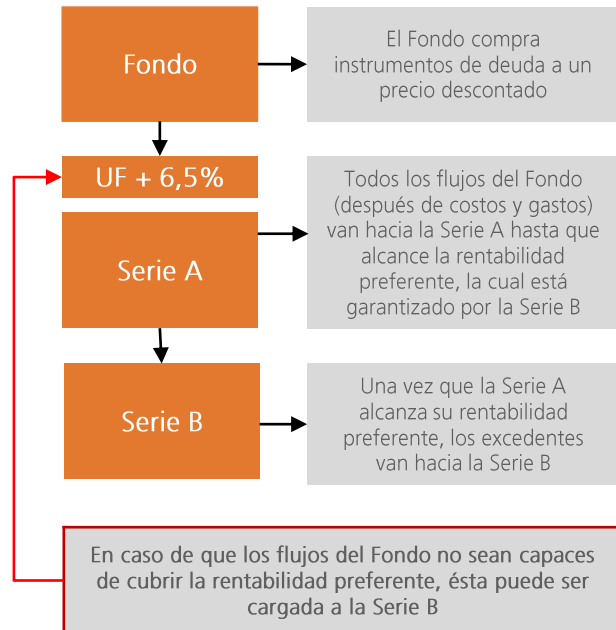 Fondo
El Fondo compra
instrumentos de deuda a un
precio descontado
UF + 6,5%
Serie A
Todos los flujos del Fondo
(después de costos y gastos)
van hacia la Serie A hasta que
alcance la rentabilidad
preferente, la cual está
garantizado por la Serie B
Serie B
Una vez que la Serie A
alcanza su rentabilidad
preferente, los excedentes
van hacia la Serie B
En caso de que los flujos del Fondo no sean capaces
de cubrir la rentabilidad preferente, ésta puede ser
cargada a la Serie B